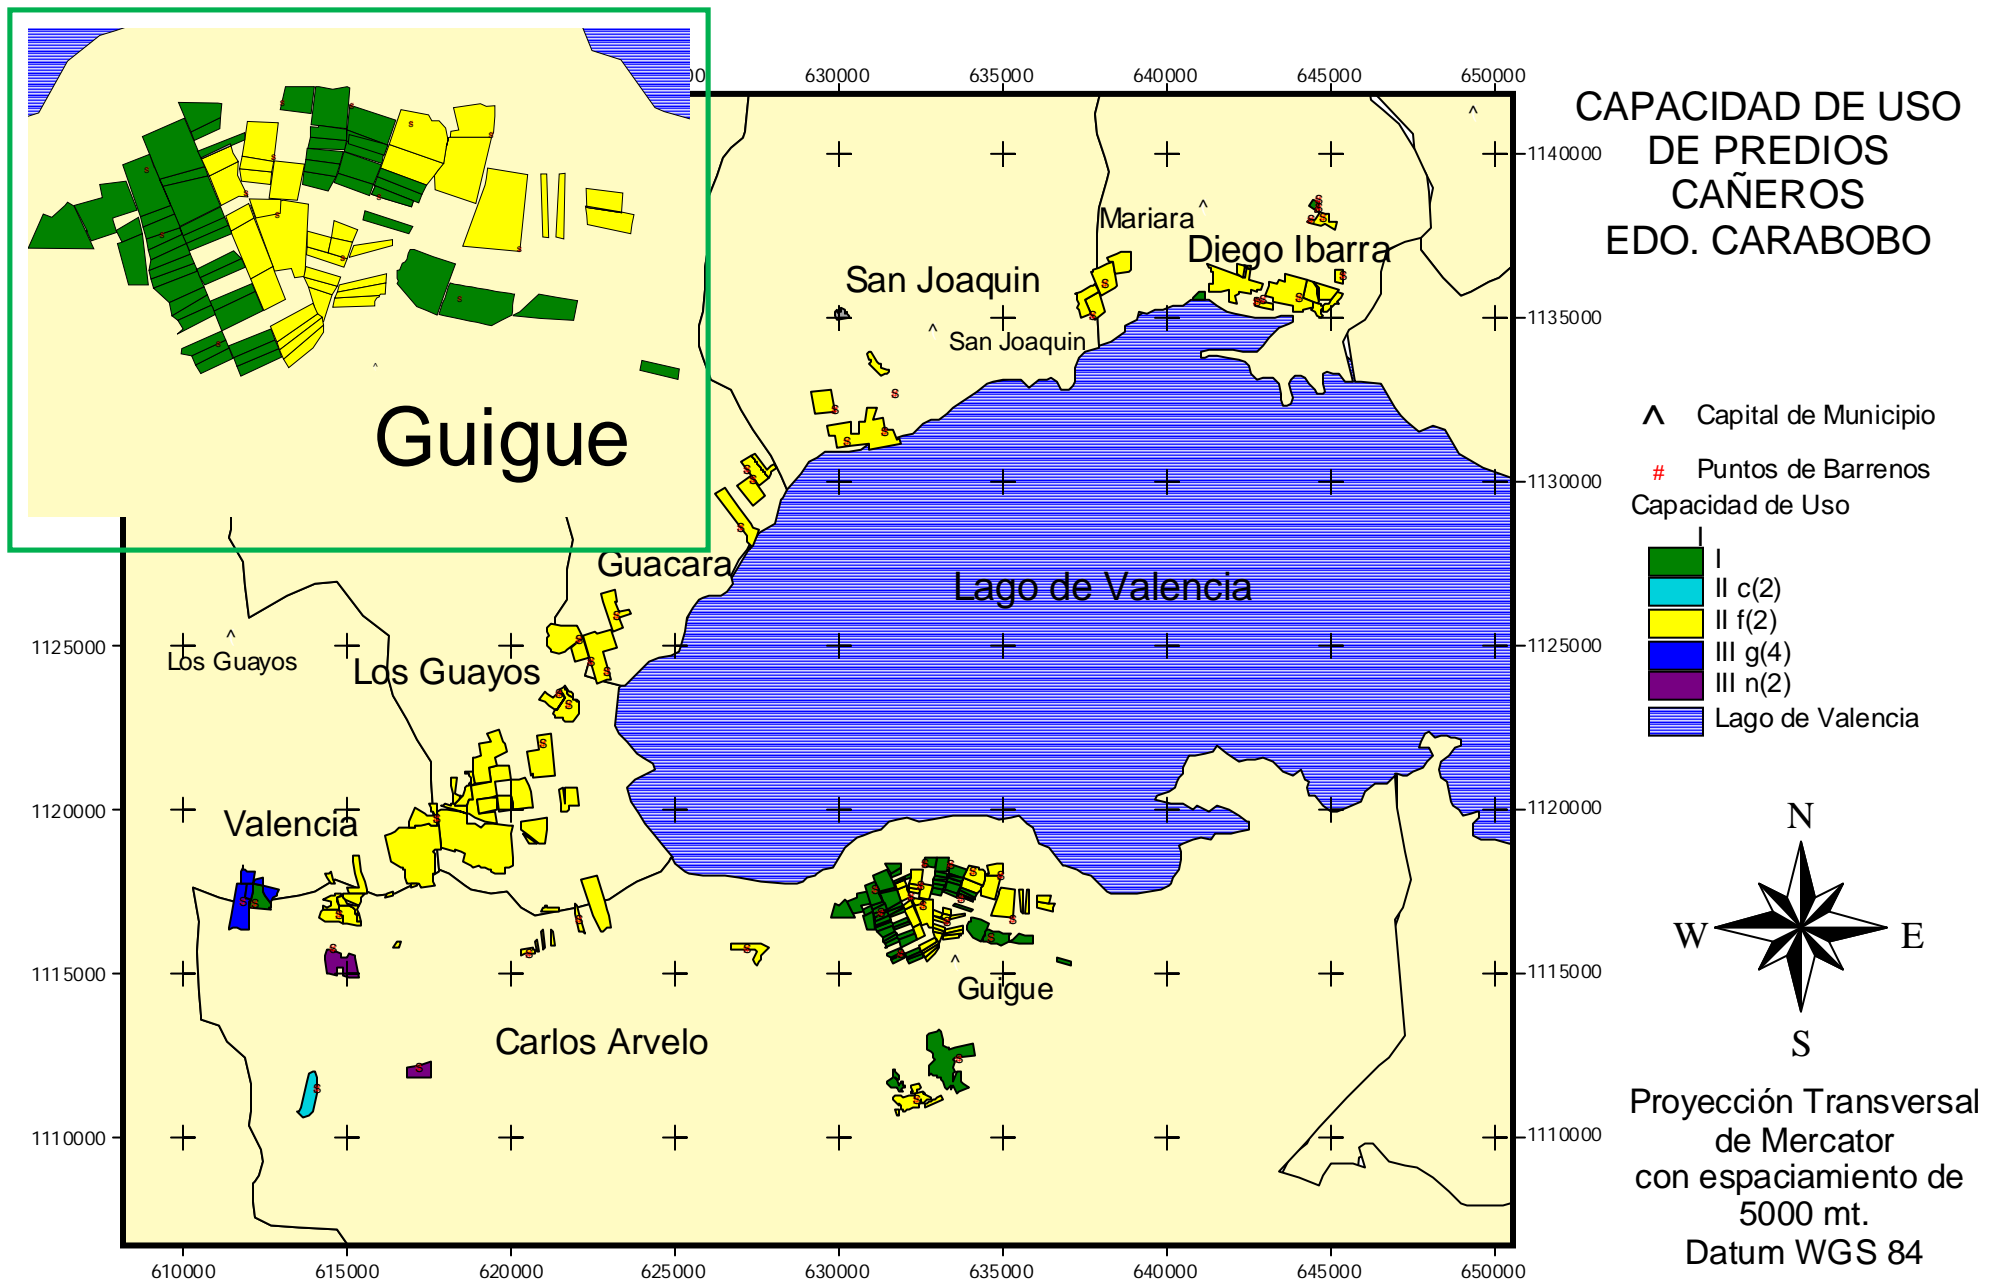 Guigue
00
630000
635000
640000
645000
650000
CAPACIDAD DE USO
DE PREDIOS
CAÑEROS
EDO. CARABOBO
1140000
Mariara
Diego Ibarra
San Joaquin
1135000
San Joaquin
^ Capital de Municipio
# Puntos de Barrenos
1130000
Capacidad de Uso
I
I
II c(2)
II f(2)
III g(4)
III n(2)
Lago de Valencia
Guacara
Lago de Valencia
1125000
1125000
Los Guayos
Los Guayos
1120000
1120000
Valencia
N
W
E
S
1115000
1115000
Guigue
Carlos Arvelo
1110000
1110000
Proyección Transversal
de Mercator
con espaciamiento de
5000 mt.
Datum WGS 84
610000
615000
620000
625000
630000
635000
640000
645000
650000